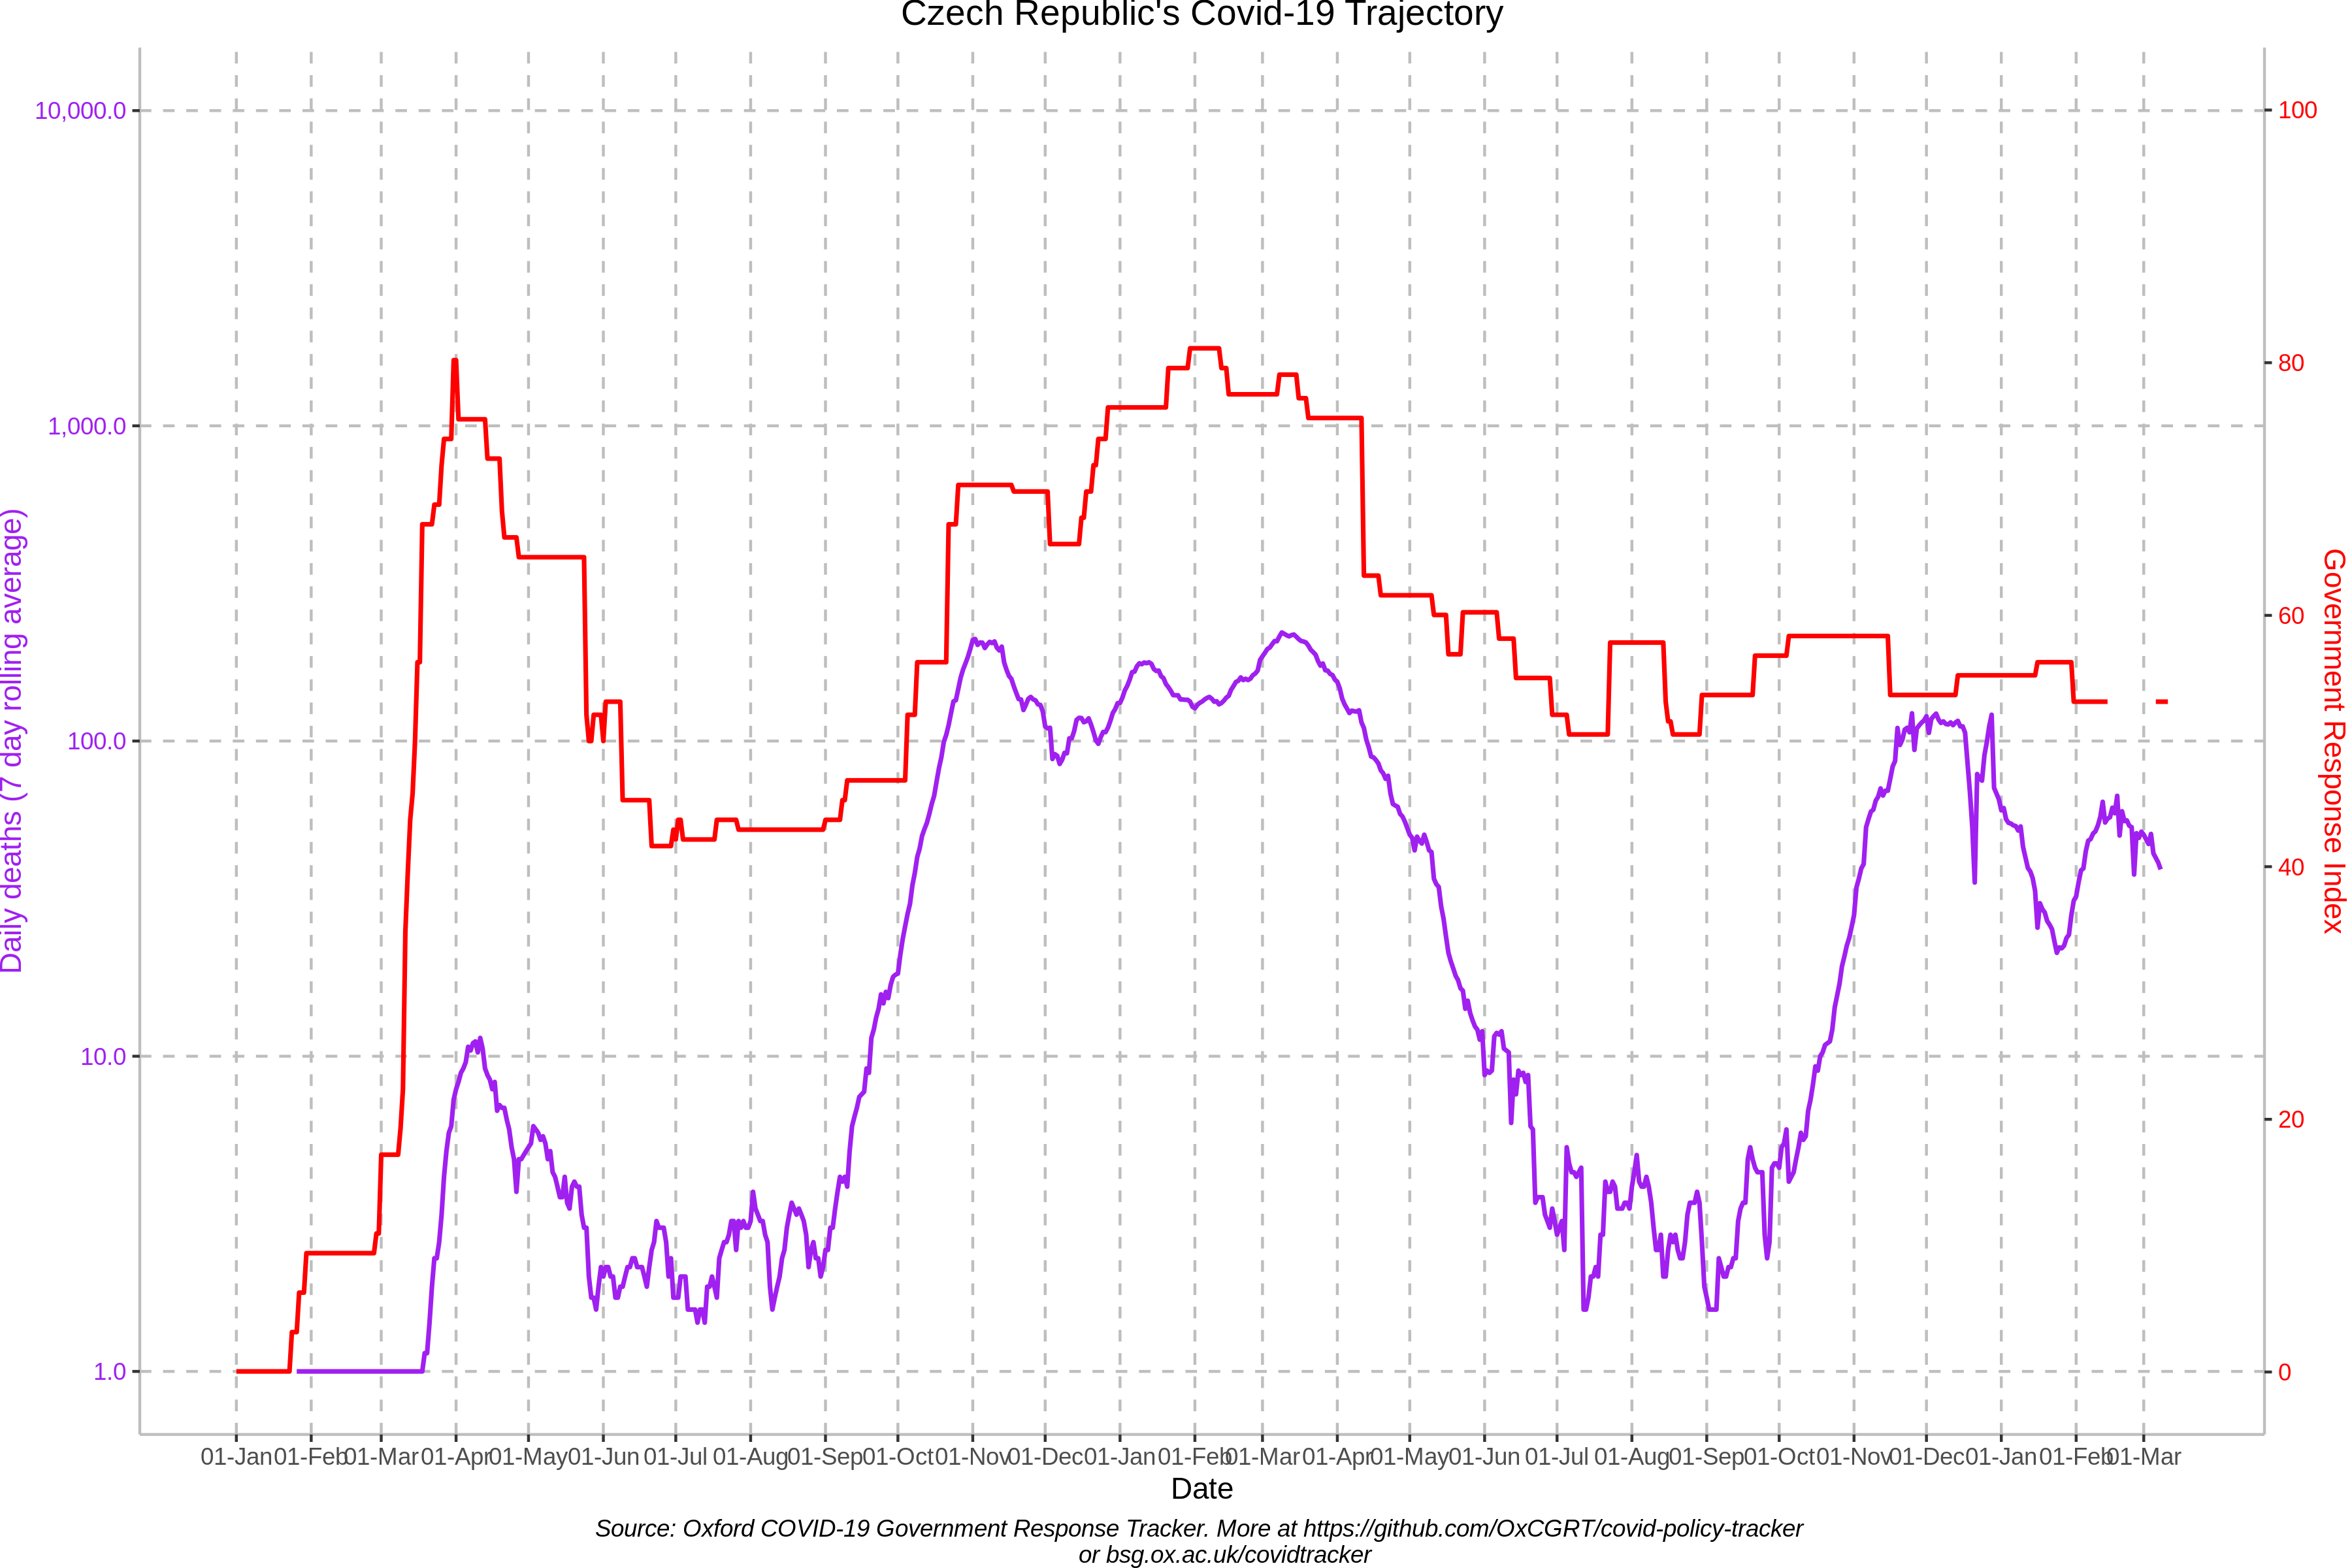 Czech Republic's Covid-19 Trajectory
10,000.0
1,000.0
100.0
10.0
1.0
Daily deaths (7 day rolling average)
100
80
60
40
20
0
Government Response Index
01-Jan 01-Feb 01-Mar 01-Apr 01-May 01-Jun 01-Jul 01-Aug 01-Sep 01-Oct 01-Nov 01-Dec 01-Jan 01-Feb 01-Mar 01-Apr 01-May 01-Jun 01-Jul 01-Aug 01-Sep 01-Oct 01-Nov 01-Dec 01-Jan 01-Feb 01-Mar
Date
Source: Oxford COVID-19 Government Response Tracker. More at https://github.com/OxCGRT/covid-policy-tracker
or bsg.ox.ac.uk/covidtracker